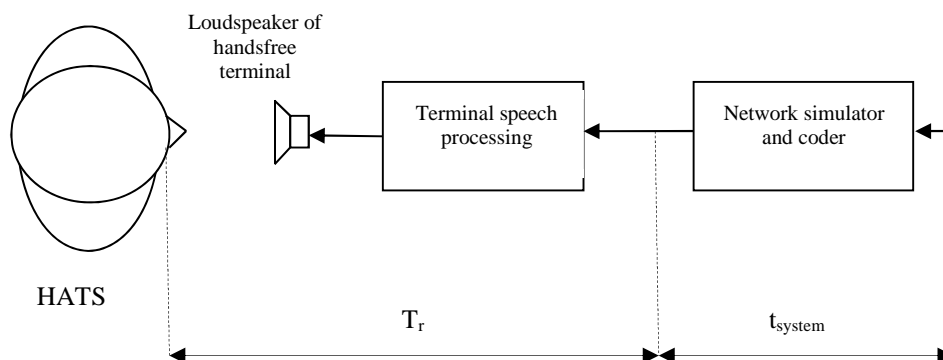 Loudspeaker of
handsfree
terminal
Terminal speech
processing
Network simulator
and coder
HATS
Tr
tsystem